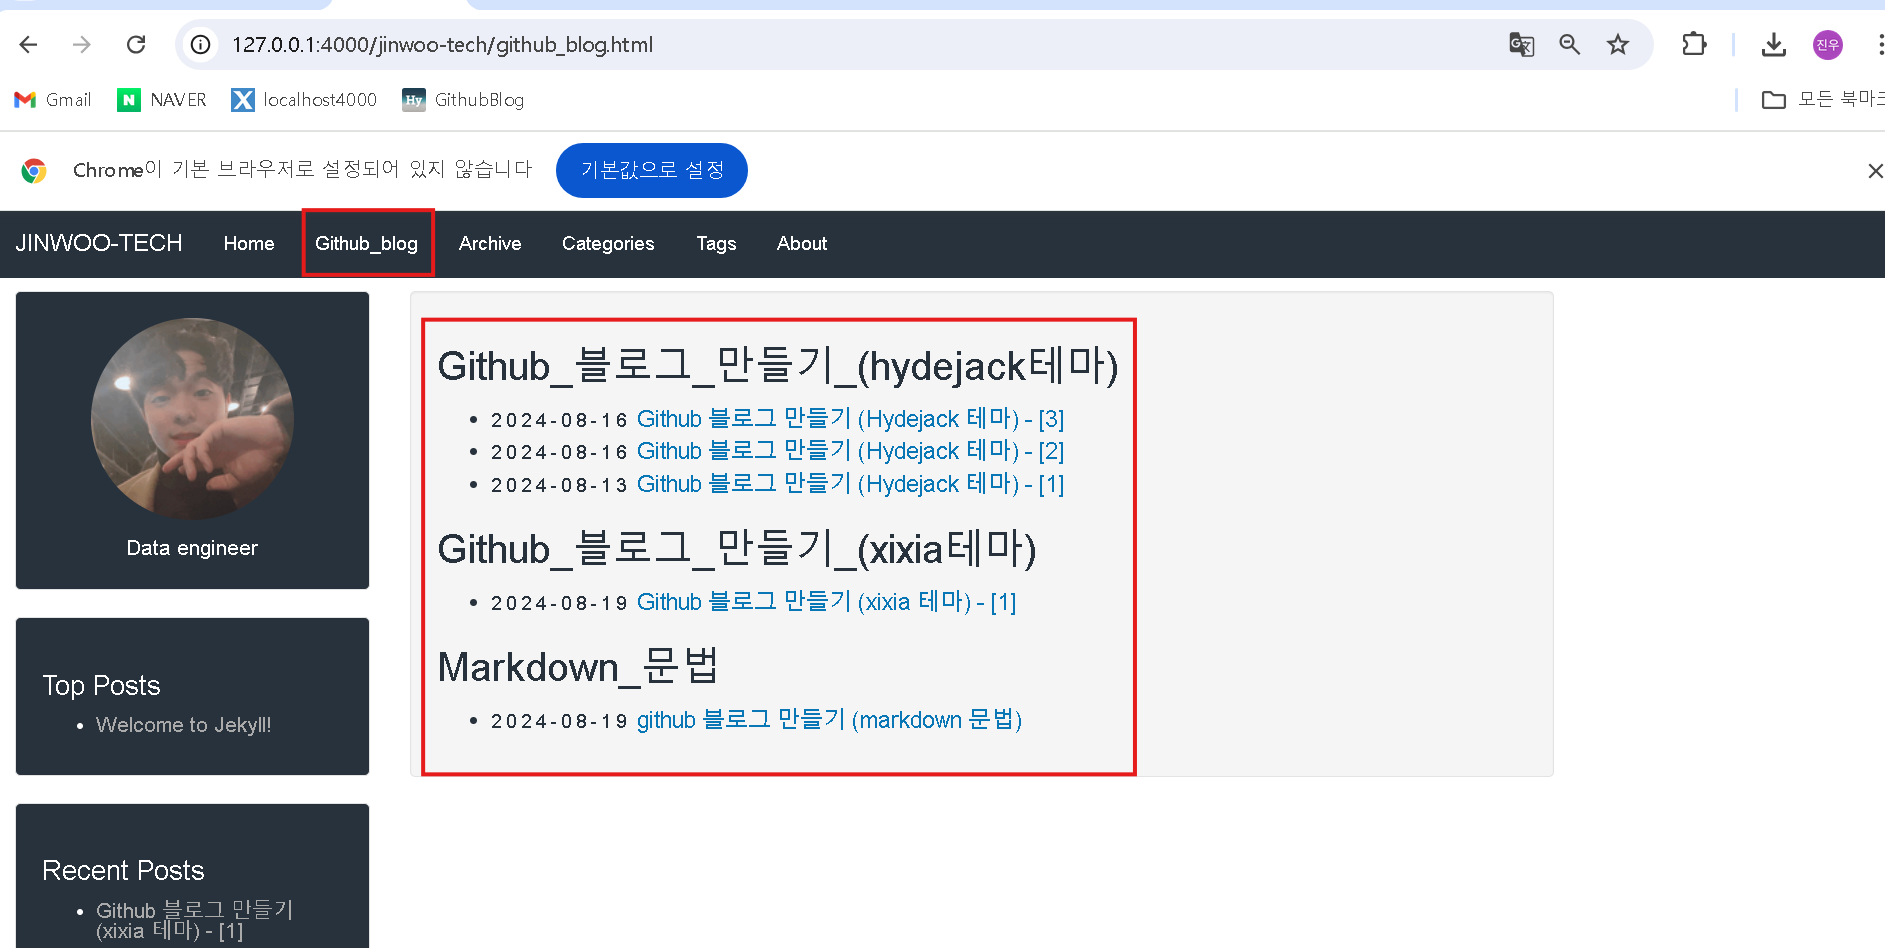 127.0.0.1:4000/jinwoo-tech/github_blog.html
진우
Gmail
NAVER
localhost4000
Hy
GithubBlog
모든 북마크
Chrome이 기본 브라우저로 설정되어 있지 않습니다
기본값으로 설정
JINWOO-TECH
Home
Github_blog
Archive
Categories
Tags
About
Data engineer
Top Posts
Welcome to Jekyll!
Recent Posts
Github 블로그 만들기
(xixia 테마) - [1]
Github_블로그_만들기_(hydejack테마)
2024-08-16 Github 블로그 만들기 (Hydejack 테마) - [3]
2024-08-16 Github 블로그 만들기 (Hydejack 테마) - [2]
2024-08-13 Github 블로그 만들기 (Hydejack 테마) - [1]
Github_블로그_만들기_(xixia테마)
2024-08-19 Github 블로그 만들기 (xixia 테마) - [1]
Markdown_문법
2024-08-19 github 블로그 만들기 (markdown 문법)